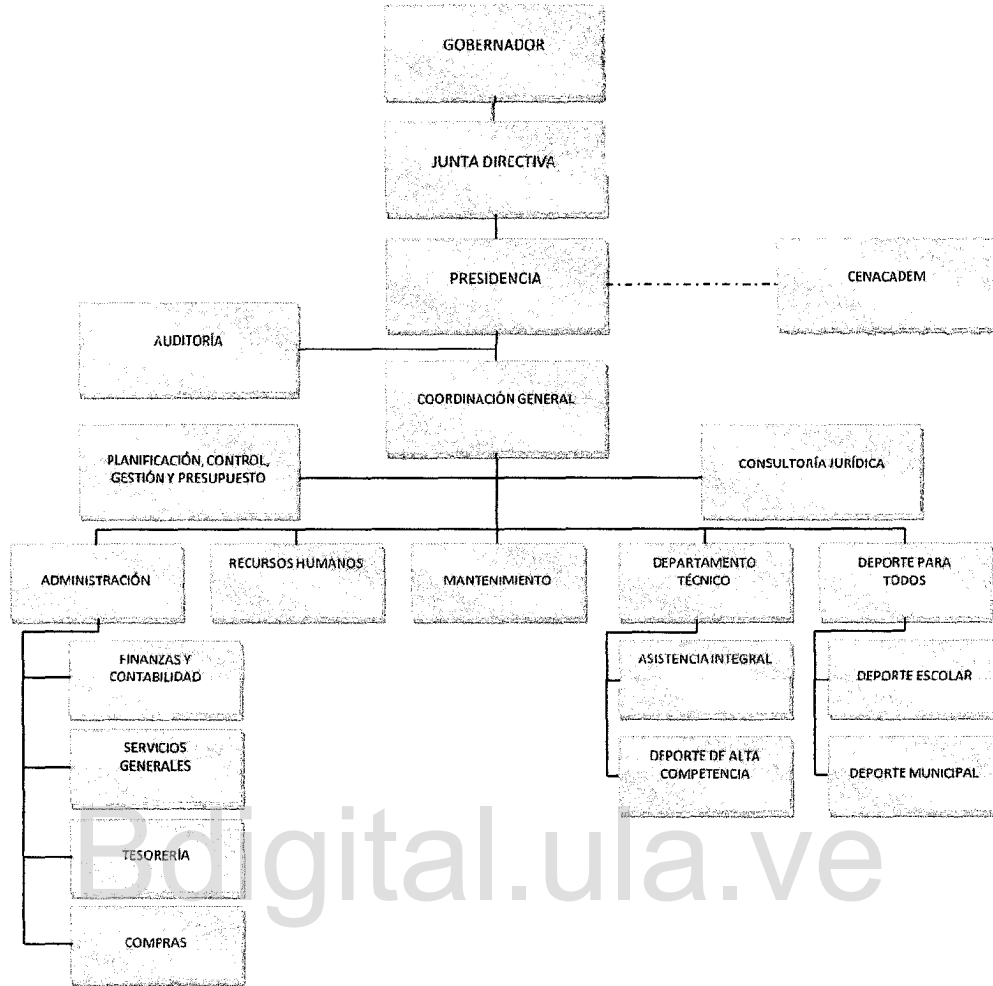 GOBERNADOR
JUNTA DIRECTIVA
PRESIDENCIA
CENACADEM
AUDITORÍA
COORDINACIÓN GENERAL
PLANIFICACIÓN, CONTROL,
GESTIÓN Y PRESUPUESTO
CONSULTORÍA JURÍDICA
ADMINISTRACIÓN
RECURSOS HUMANOS
MANTENIMIENTO
DEPARTAMENTO
TÉCNICO
DEPORTE PARA
TODOS
FINANZAS Y
CONTABILIDAD
ASISTENCIA INTEGRAL
DEPORTE ESCOLAR
SERVICIOS
GENERALES
DEPORTE DE ALTA
COMPETENCIA
DEPORTE MUNICIPAL
TESORERÍA
COMPRAS
Bdigital.ula.ve